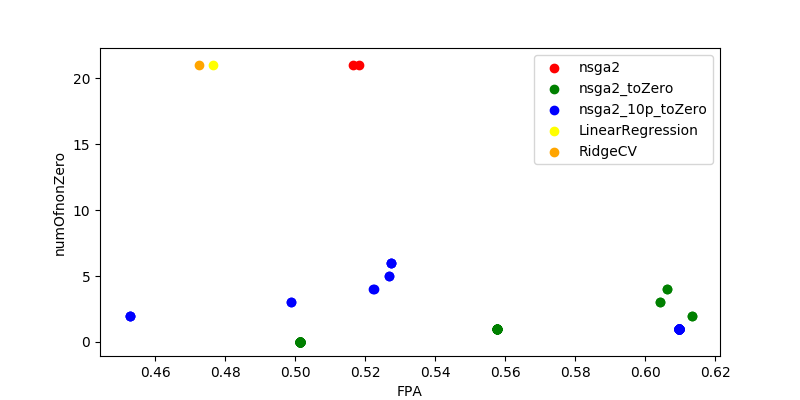 nsga2
nsga2_toZero
nsga2_10p_toZero
LinearRegression
RidgeCV
numOfnonZero
20
15
10
5
0
0.46 0.48 0.50 0.52 0.54 0.56 0.58 0.60 0.62
FPA